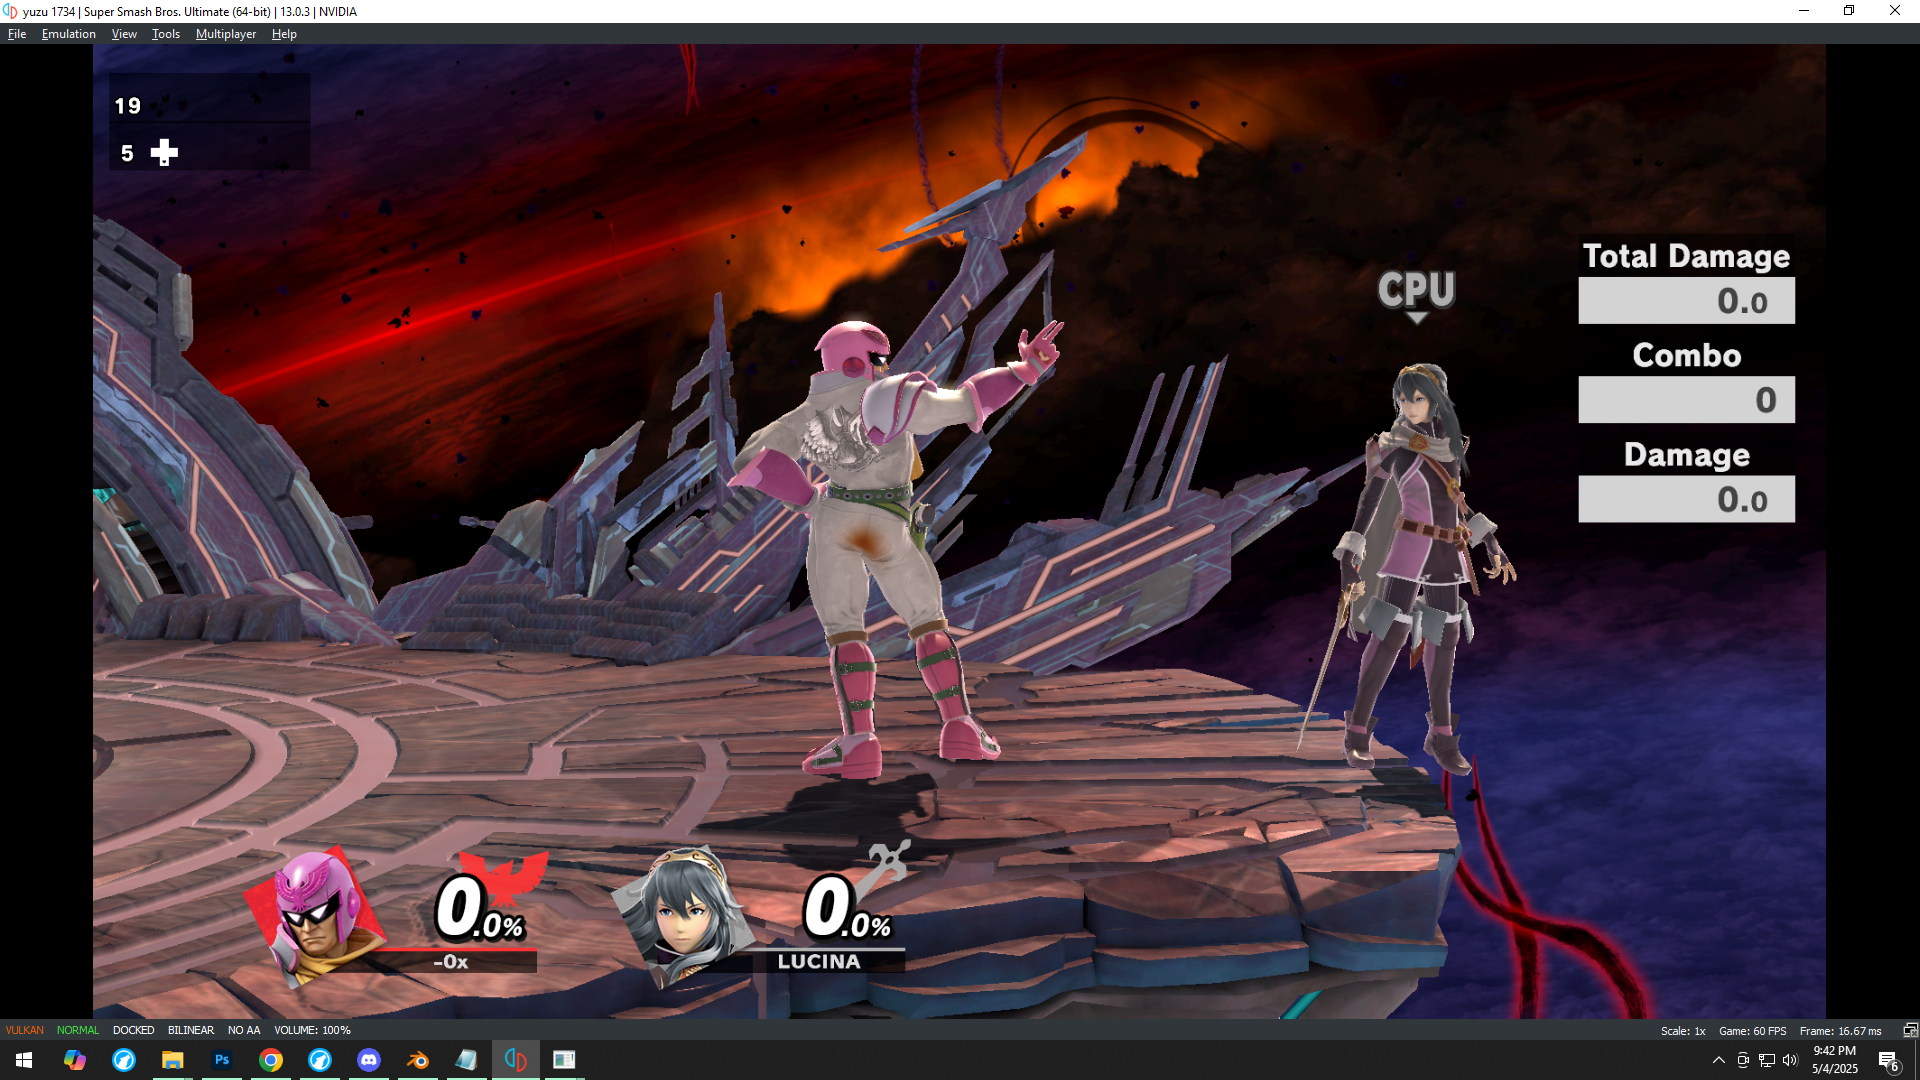 yuzu 1734 | Super Smash Bros. Ultimate (64-bit) | 13.0.3 | NVIDIA
File Emulation View Tools Multiplayer Help
19
5
CPU
Total Damage
0.0
Combo
0
Damage
0.0
0.0%
-0x
0.0%
LUCINA
VULKAN NORMAL DOCKED BILINEAR NO AA VOLUME: 100%
Scale: 1x Game: 60 FPS Frame: 16.67 ms
Ps
9:42 PM
5/4/2025
6